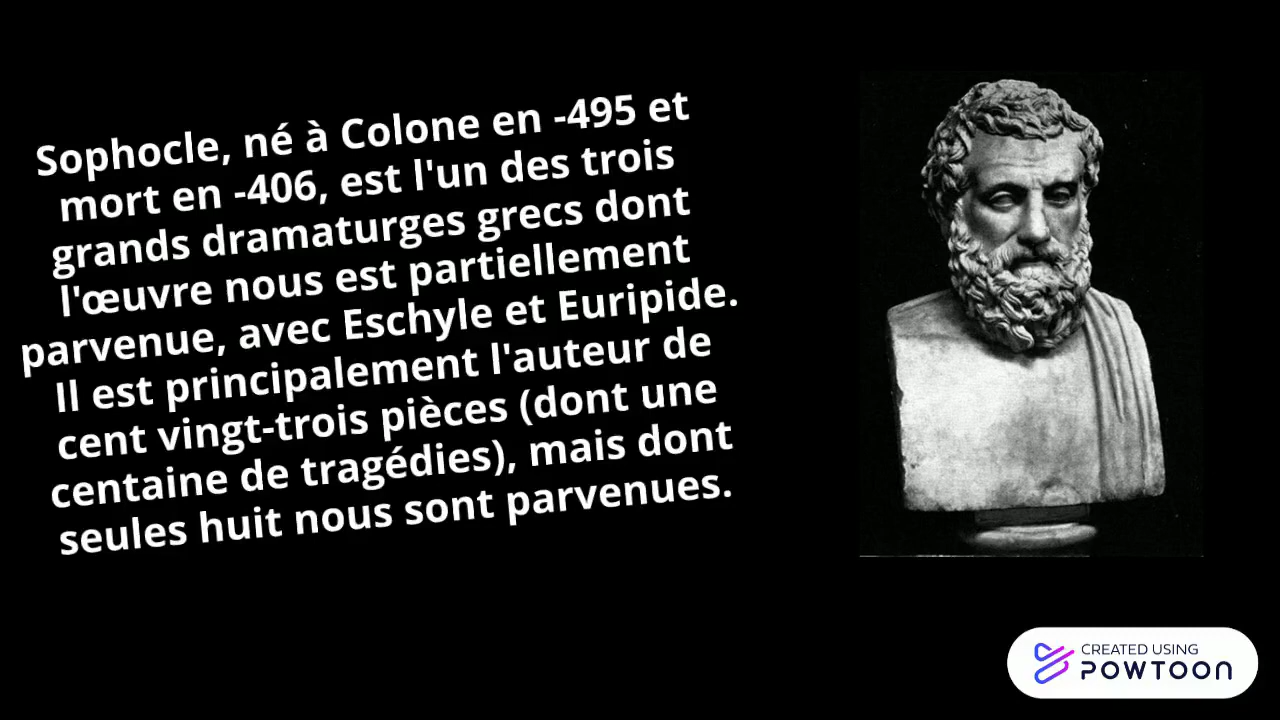 Sophocle, né à Colone en -495 et
mort en -406, est l'un des trois
grands dramaturges grecs dont
l'œuvre nous est partiellement
parvenue, avec Eschyle et Euripide.
Il est principalement l'auteur de
cent vingt-trois pièces (dont une
centaine de tragédies), mais dont
seules huit nous sont parvenues.
CREATED USING
POWTOON